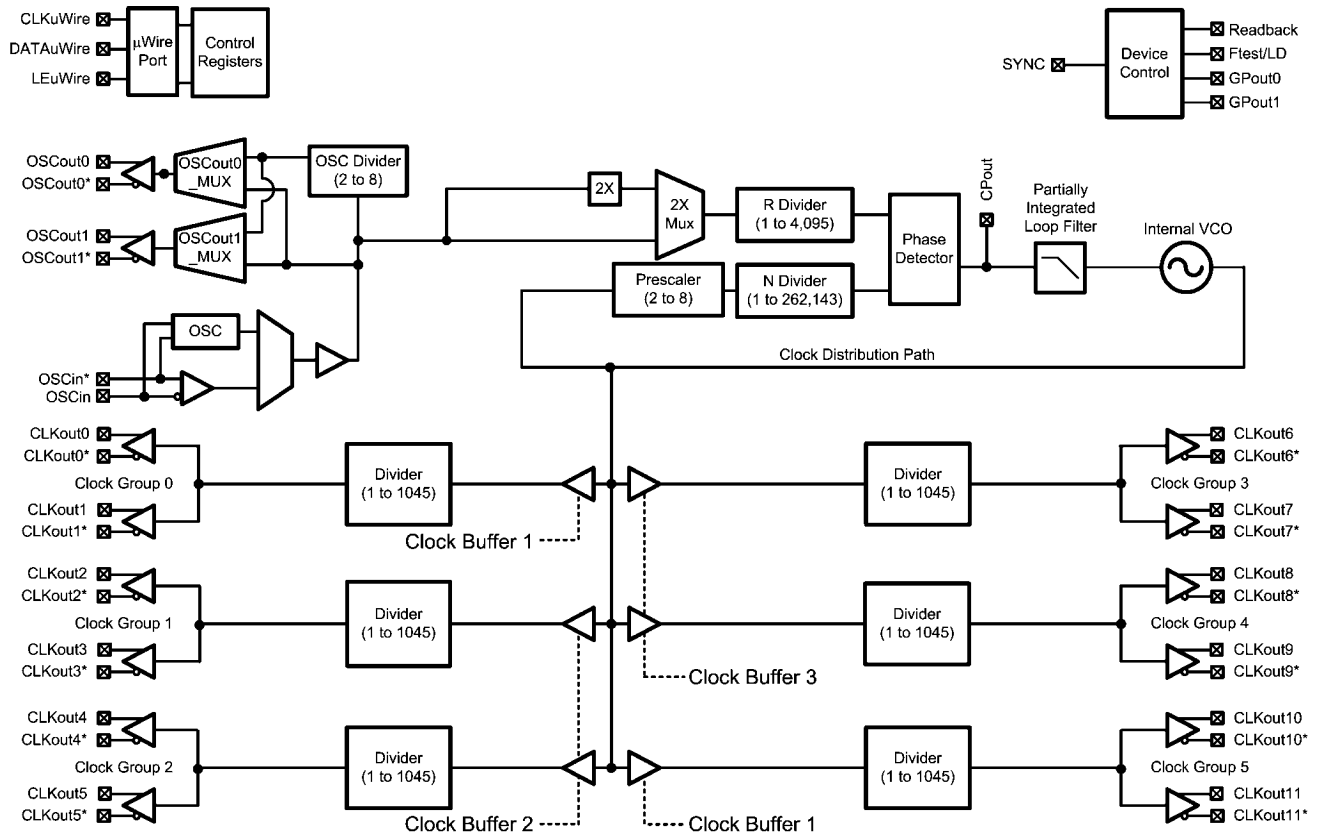 CLKuWire
DATAuWire
LEuWire
µWire
Port
Control
Registers
SYNC
Device
Control
Readback
Ftest/LD
GPout0
GPout1
OSCout0
OSCout0*
OSCout0
_MUX
OSC Divider
(2 to 8)
OSCout1
OSCout1*
OSCout1
_MUX
2X
2X
Mux
R Divider
(1 to 4,095)
Phase
Detector
CPout
Partially
Integrated
Loop Filter
Internal VCO
Prescaler
(2 to 8)
N Divider
(1 to 262,143)
OSC
OSCin*
OSCin
Clock Distribution Path
CLKout0
CLKout0*
Clock Group 0
CLKout1
CLKout1*
Divider
(1 to 1045)
Clock Buffer 1
Divider
(1 to 1045)
CLKout6
CLKout6*
Clock Group 3
CLKout7
CLKout7*
CLKout2
CLKout2*
Clock Group 1
CLKout3
CLKout3*
Divider
(1 to 1045)
Clock Buffer 3
Divider
(1 to 1045)
CLKout8
CLKout8*
Clock Group 4
CLKout9
CLKout9*
CLKout4
CLKout4*
Clock Group 2
CLKout5
CLKout5*
Divider
(1 to 1045)
Clock Buffer 2
Clock Buffer 1
Divider
(1 to 1045)
CLKout10
CLKout10*
Clock Group 5
CLKout11
CLKout11*